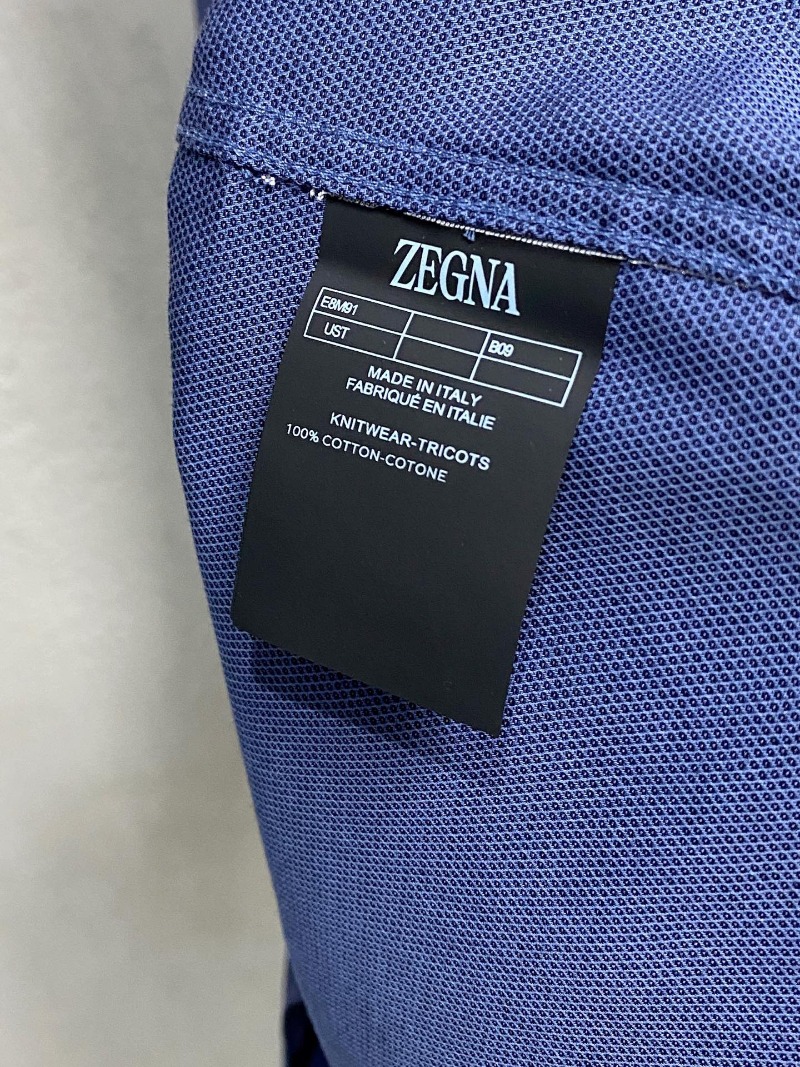 ZEGNA
E8M91
UST B09
MADE IN ITALY
FABRIQUÉ EN ITALIE
KNITWEAR-TRICOTS
100% COTTON-COTONE